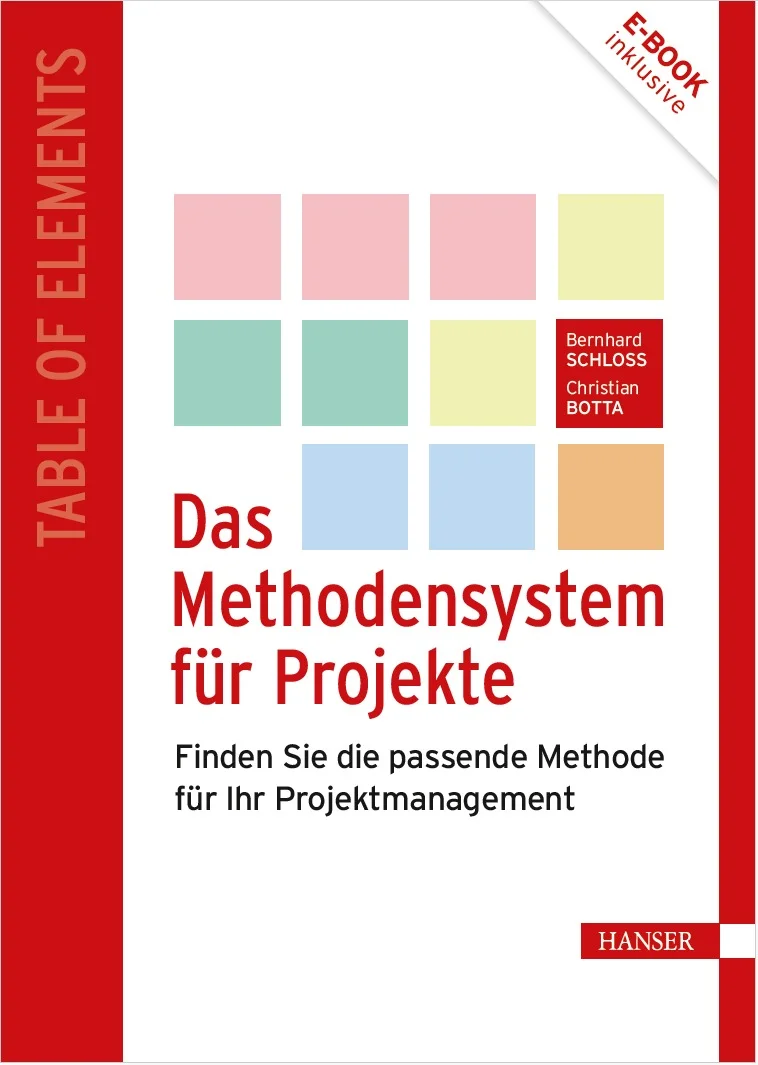 TABLE OF ELEMENTS
E-BOOK
inklusive
Bernhard
SCHLOSS
Christian
BOTTA
Das
Methodensystem
für Projekte
Finden Sie die passende Methode
für Ihr Projektmanagement
HANSER